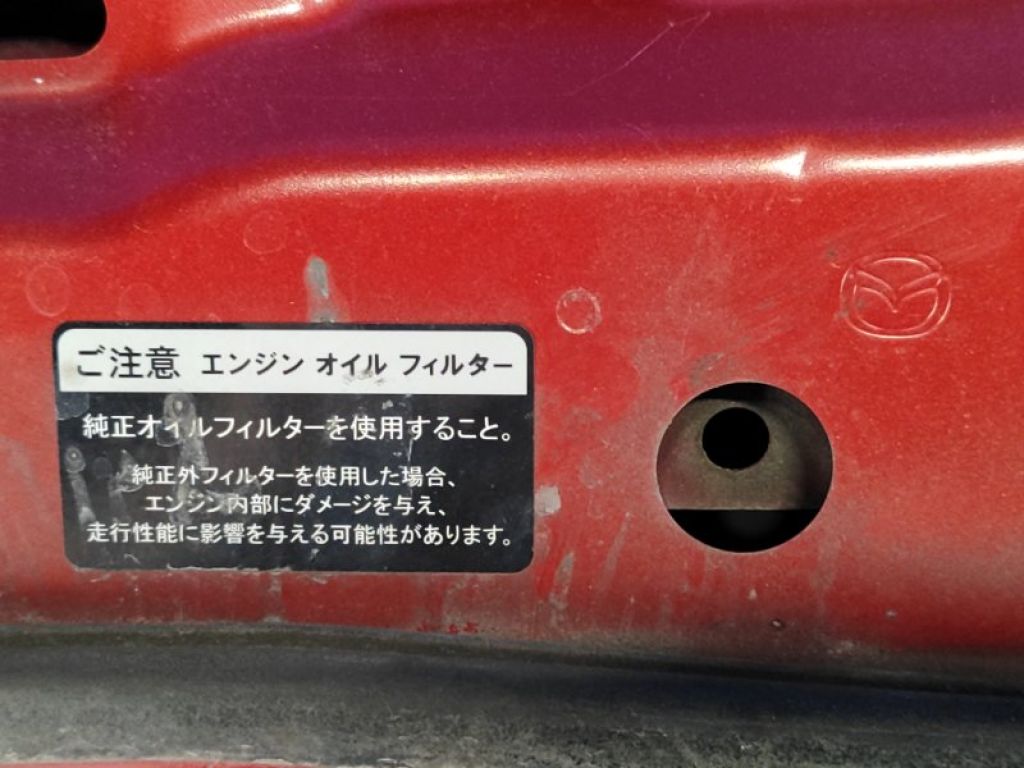 ご注意 エンジン オイル フィルター
純正オイルフィルターを使用すること。
純正外フィルターを使用した場合、
エンジン内部にダメージを与え、
走行性能に影響を与える可能性があります。